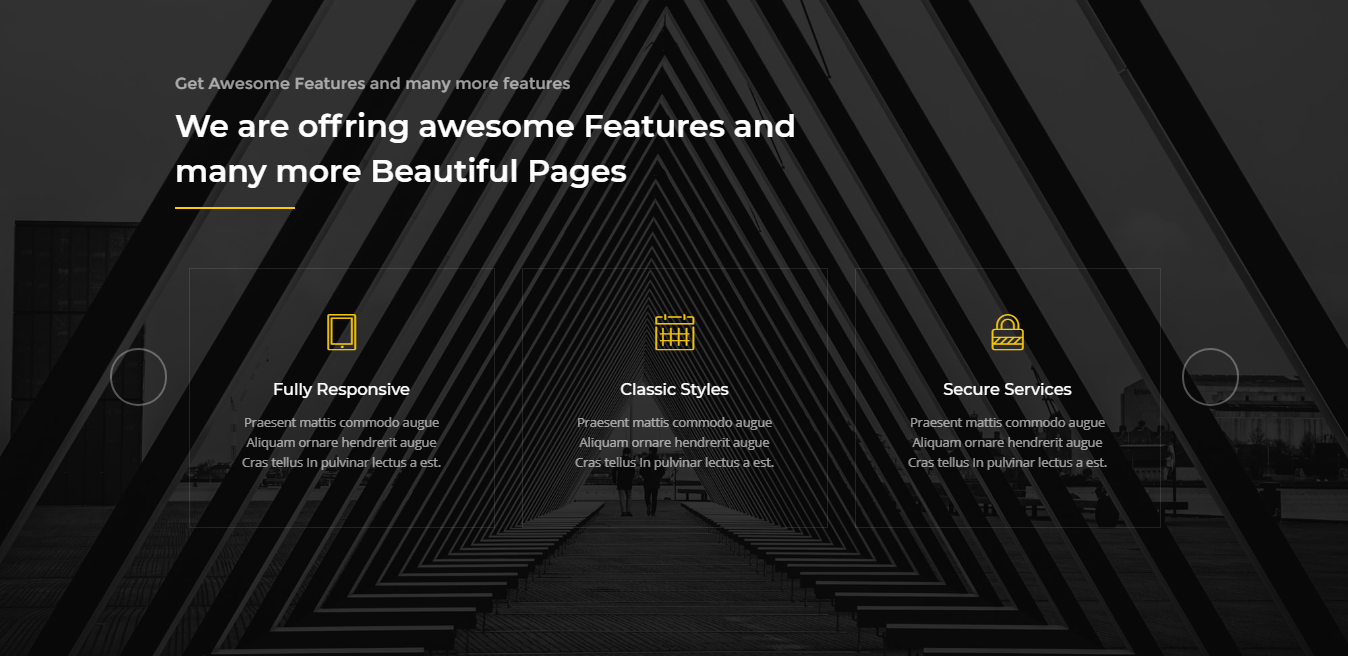 Get Awesome Features and many more features
We are offring awesome Features and
many more Beautiful Pages
Fully Responsive
Praesent mattis commodo augue
Aliquam ornare hendrerit augue
Cras tellus In pulvinar lectus a est.
Classic Styles
Praesent mattis commodo augue
Aliquam ornare hendrerit augue
Cras tellus In pulvinar lectus a est.
Secure Services
Praesent mattis commodo augue
Aliquam ornare hendrerit augue
Cras tellus In pulvinar lectus a est.